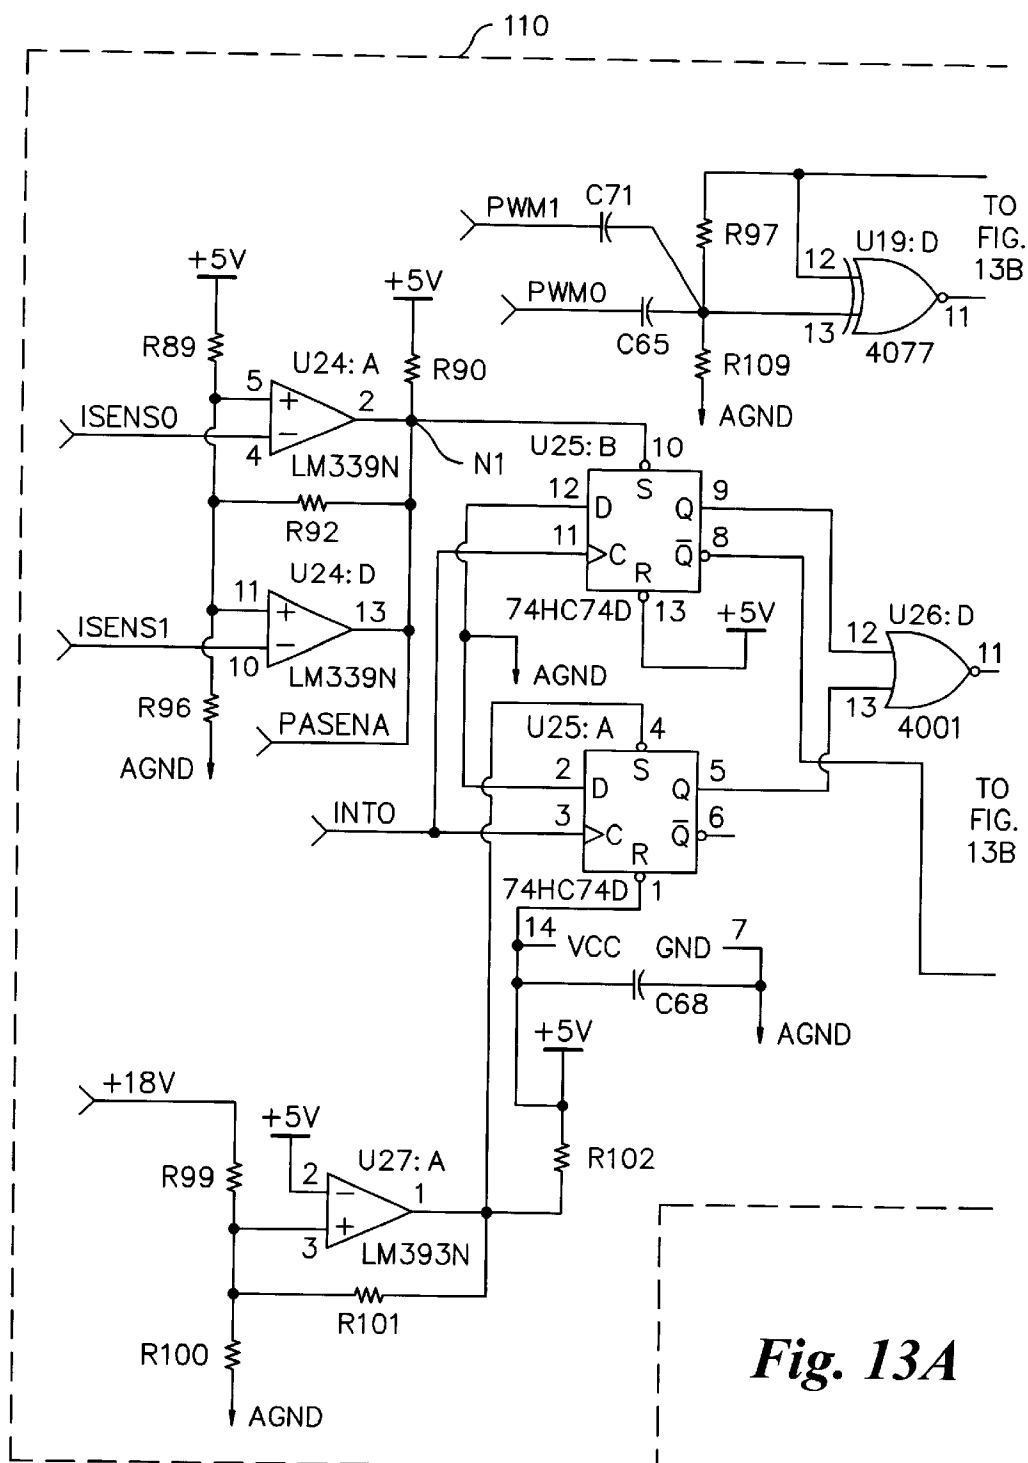 110
PWM1
C71
R97
TO
FIG.
13B
12
U19:D
+5V
+5V
PWM0
C65
13
11
4077
R89
U24:A
R90
R109
AGND
5
+
2
ISENS0
−
4
LM339N
N1
U25:B
10
12
D
S
Q
9
R92
11
C
Q
8
U24:D
R
11
+
13
74HC74D
13
+5V
U26:D
ISENS1
−
10
LM339N
AGND
12
11
13
4001
R96
PASENA
U25:A
4
AGND
2
D
S
Q
5
INT0
3
C
Q
6
TO
FIG.
13B
R
74HC74D
1
14
VCC
GND
7
C68
+5V
AGND
+18V
+5V
R99
2
−
U27:A
1
R102
3
+
LM393N
R101
R100
AGND
Fig. 13A